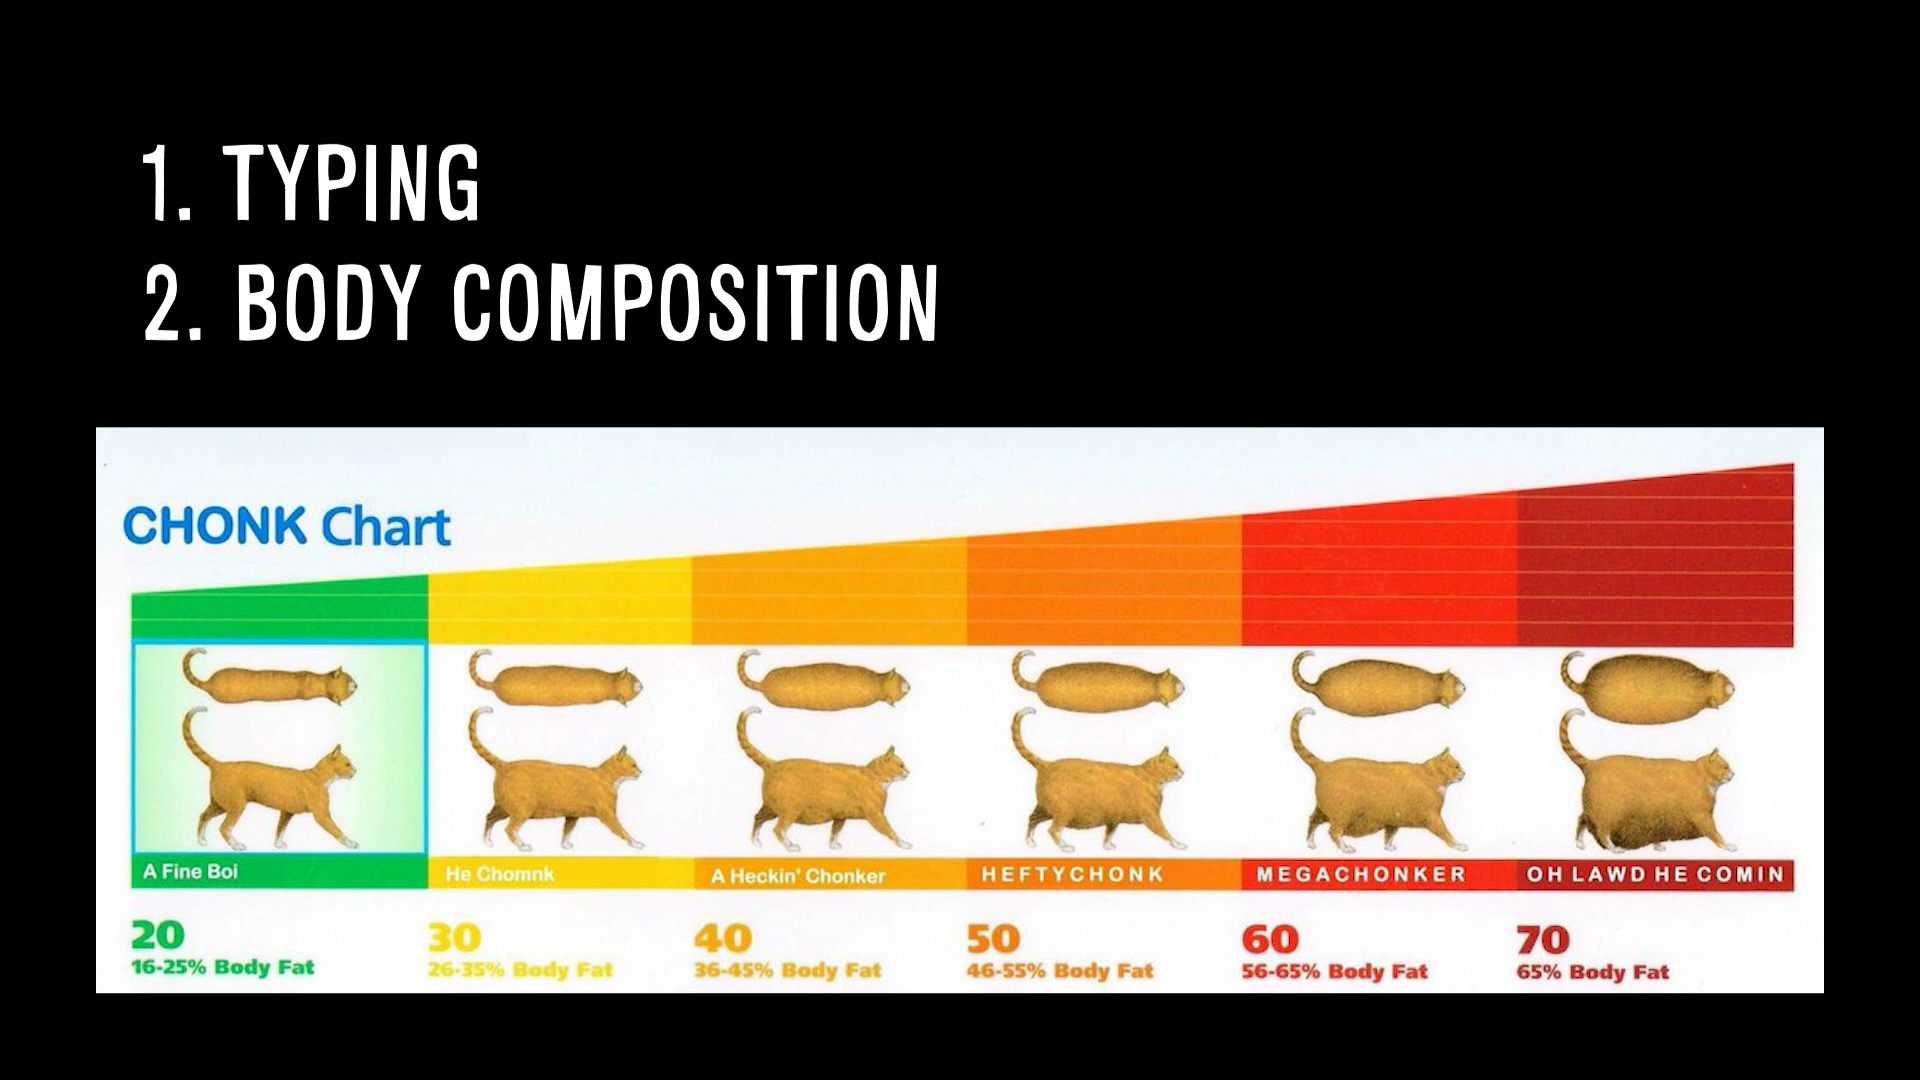 1. TYPING
2. BODY COMPOSITION
CHONK Chart
A Fine Boi
He Chomnk
A Heckin' Chonker
HEFTYCHONK
MEGACHONKER
OH LAWD HE COMIN
20
16-25% Body Fat
30
26-35% Body Fat
40
36-45% Body Fat
50
46-55% Body Fat
60
56-65% Body Fat
70
65% Body Fat